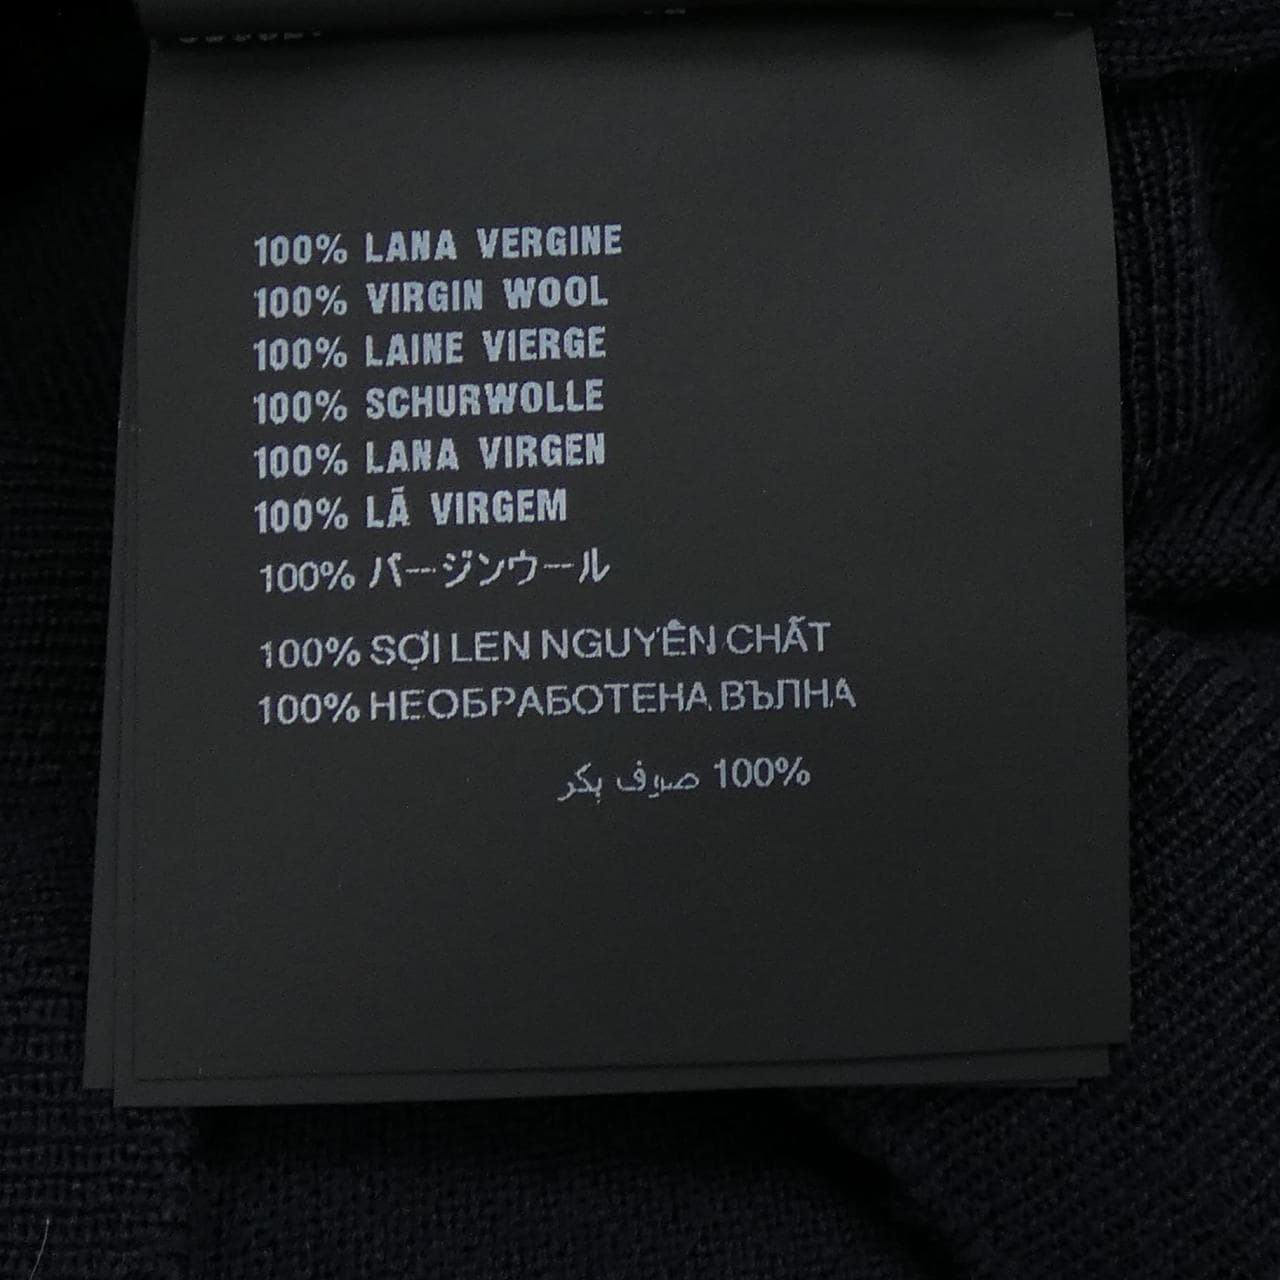 100% LANA VERGINE
100% VIRGIN WOOL
100% LAINE VIERGE
100% SCHURWOLLE
100% LANA VIRGEN
100% LÃ VIRGEM
100% バージンウール
100% SỢI LEN NGUYÊN CHẤT
100% НЕОБРАБОТЕНА ВЪЛНА
100% صوف بكر